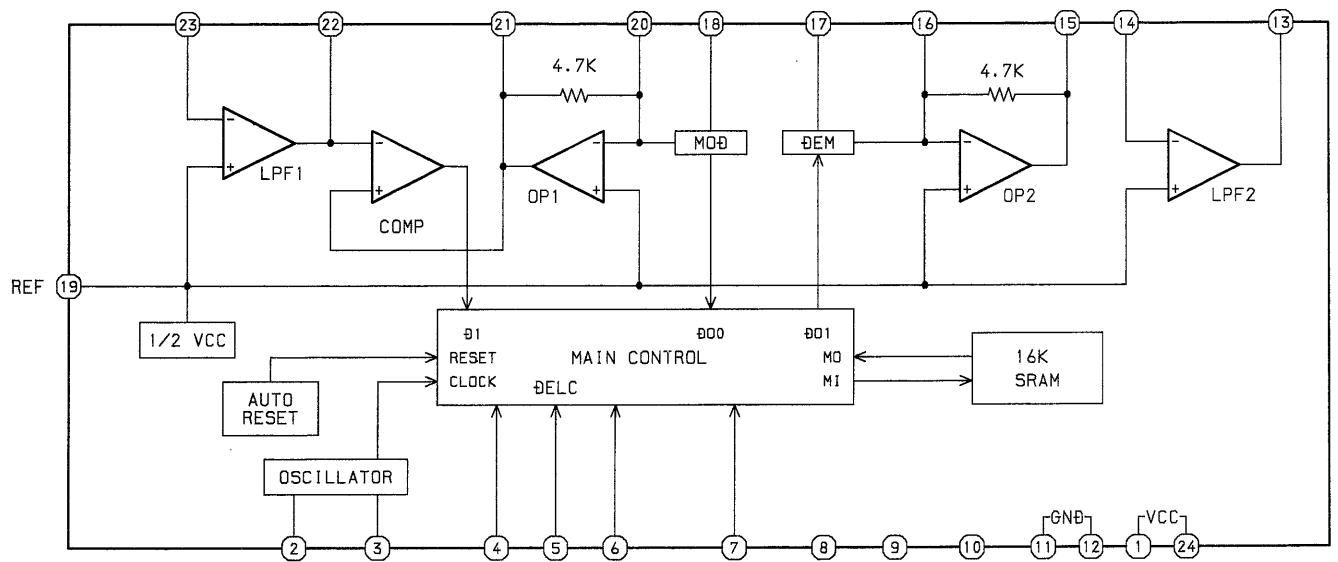 23 22 21 20 18 17 16 15 14 13
4.7K 4.7K
- - - MOD DEM - -
+ + + + +
LPF1 COMP OP1 OP2 LPF2
REF 19
1/2 VCC
D1 DO0 DO1
RESET MAIN CONTROL MO
CLOCK DELC MI
16K
SRAM
AUTO
RESET
OSCILLATOR
GND VCC
2 3 4 5 6 7 8 9 10 11 12 1 24